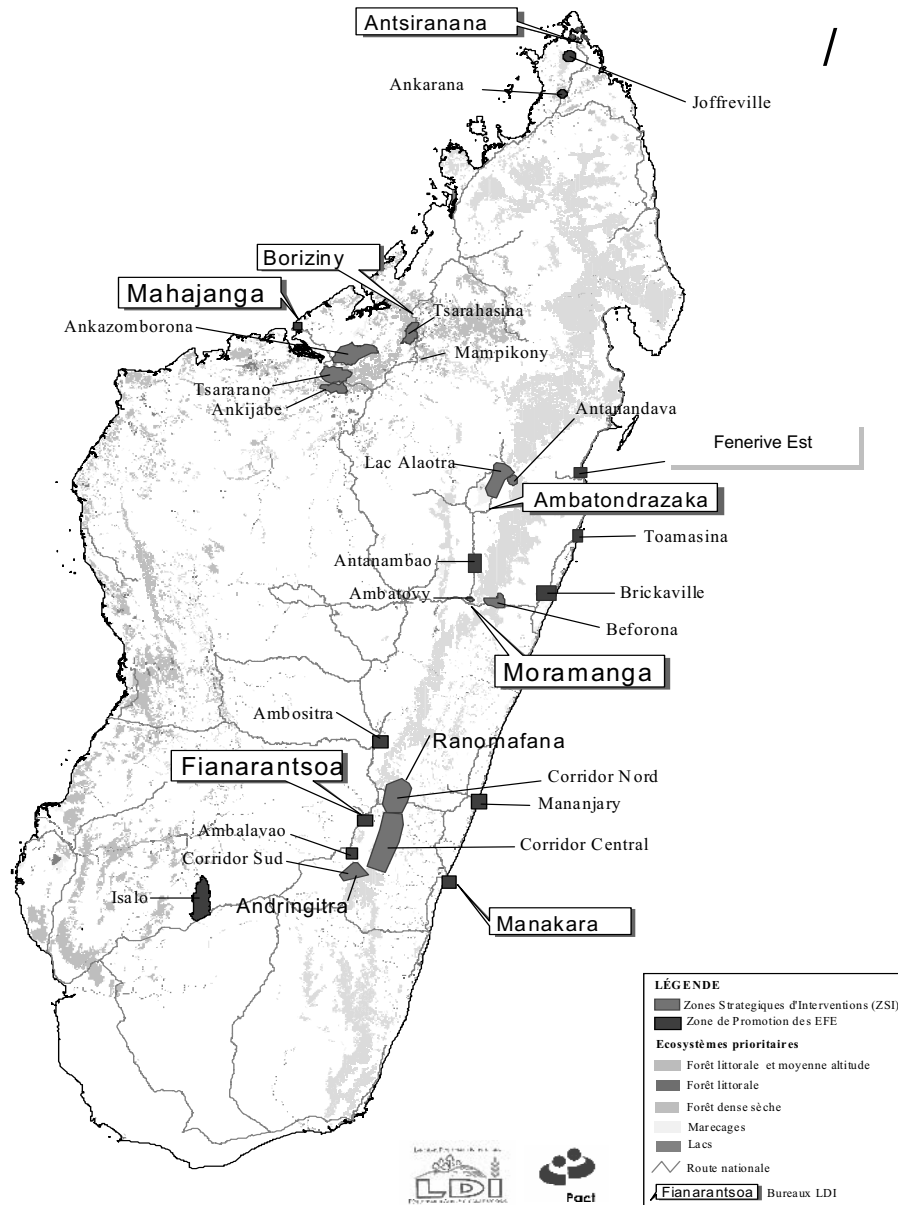 Antsiranana
/
Ankarana
Joffreville
Boriziny
Mahajanga
Tsarahasina
Ankazomborona
Mampikony
Tsararano
Ankijabe
Antanandava
Fenerive Est
Lac Alaotra
Ambatondrazaka
Toamasina
Antanambao
Ambatovy
Brickaville
Beforona
Moramanga
Ambositra
Ranomafana
Fianarantsoa
Corridor Nord
Mananjary
Ambalavao
Corridor Central
Corridor Sud
Isalo
Andringitra
Manakara
LÉGENDE
Zones Strategiques d'Interventions (ZSI)
Zone de Promotion des EFE
Ecosystèmes prioritaires
Forêt littorale et moyenne altitude
Forêt littorale
Forêt dense sèche
Marecages
Lacs
Route nationale
Fianarantsoa Bureaux LDI
LDI
Pact